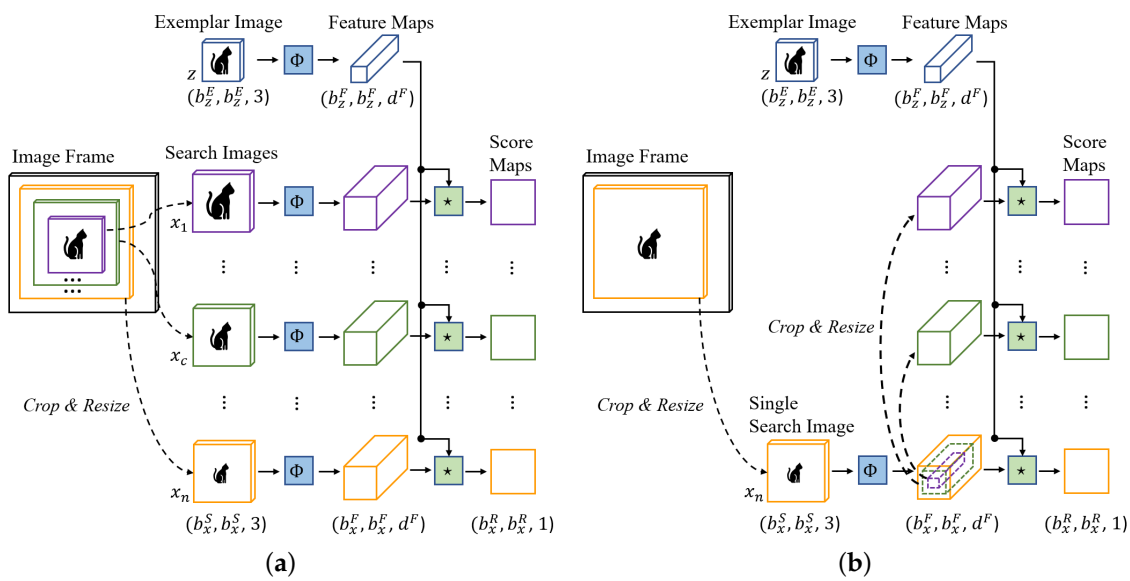 Exemplar Image
Feature Maps
z
Φ
(b_z^E, b_z^E, 3)
(b_z^F, b_z^F, d^F)
Image Frame
Search Images
Score
Maps
x_1
Φ
⋆
...
x_c
Φ
⋆
Crop & Resize
x_n
Φ
⋆
(b_x^S, b_x^S, 3)
(b_x^F, b_x^F, d^F)
(b_x^R, b_x^R, 1)
(a)
Exemplar Image
Feature Maps
z
Φ
(b_z^E, b_z^E, 3)
(b_z^F, b_z^F, d^F)
Image Frame
Score
Maps
⋆
Crop & Resize
⋆
Crop & Resize
Single
Search Image
x_n
Φ
⋆
(b_x^S, b_x^S, 3)
(b_x^F, b_x^F, d^F)
(b_x^R, b_x^R, 1)
(b)